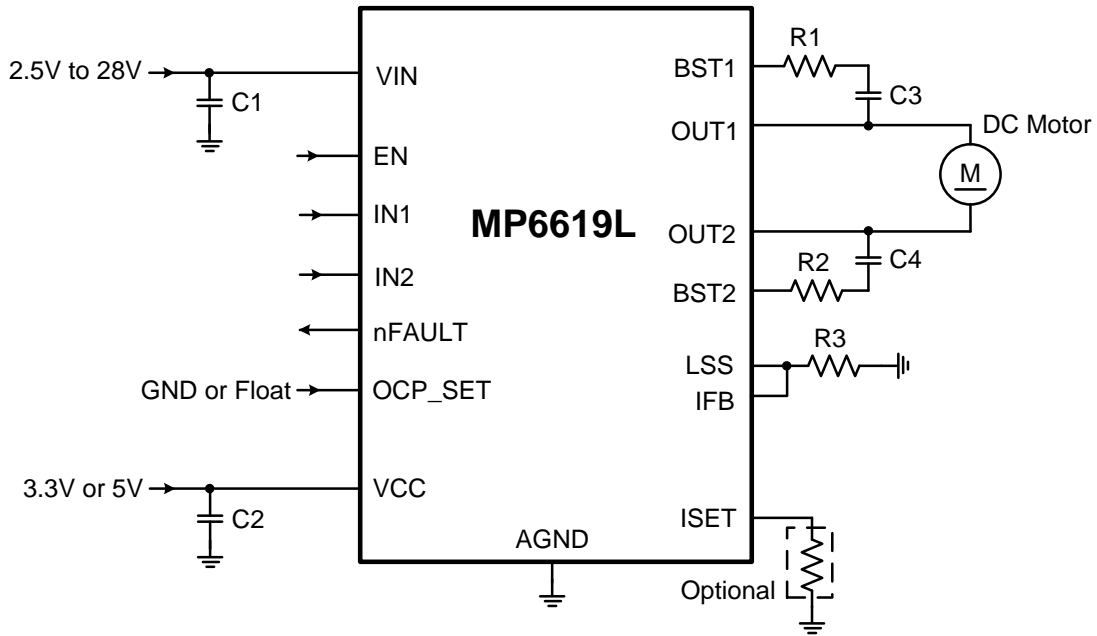 2.5V to 28V
C1
VIN
EN
IN1
IN2
nFAULT
GND or Float
OCP_SET
3.3V or 5V
C2
VCC
MP6619L
AGND
BST1
R1
C3
OUT1
DC Motor
M
OUT2
C4
R2
BST2
LSS
R3
IFB
ISET
Optional